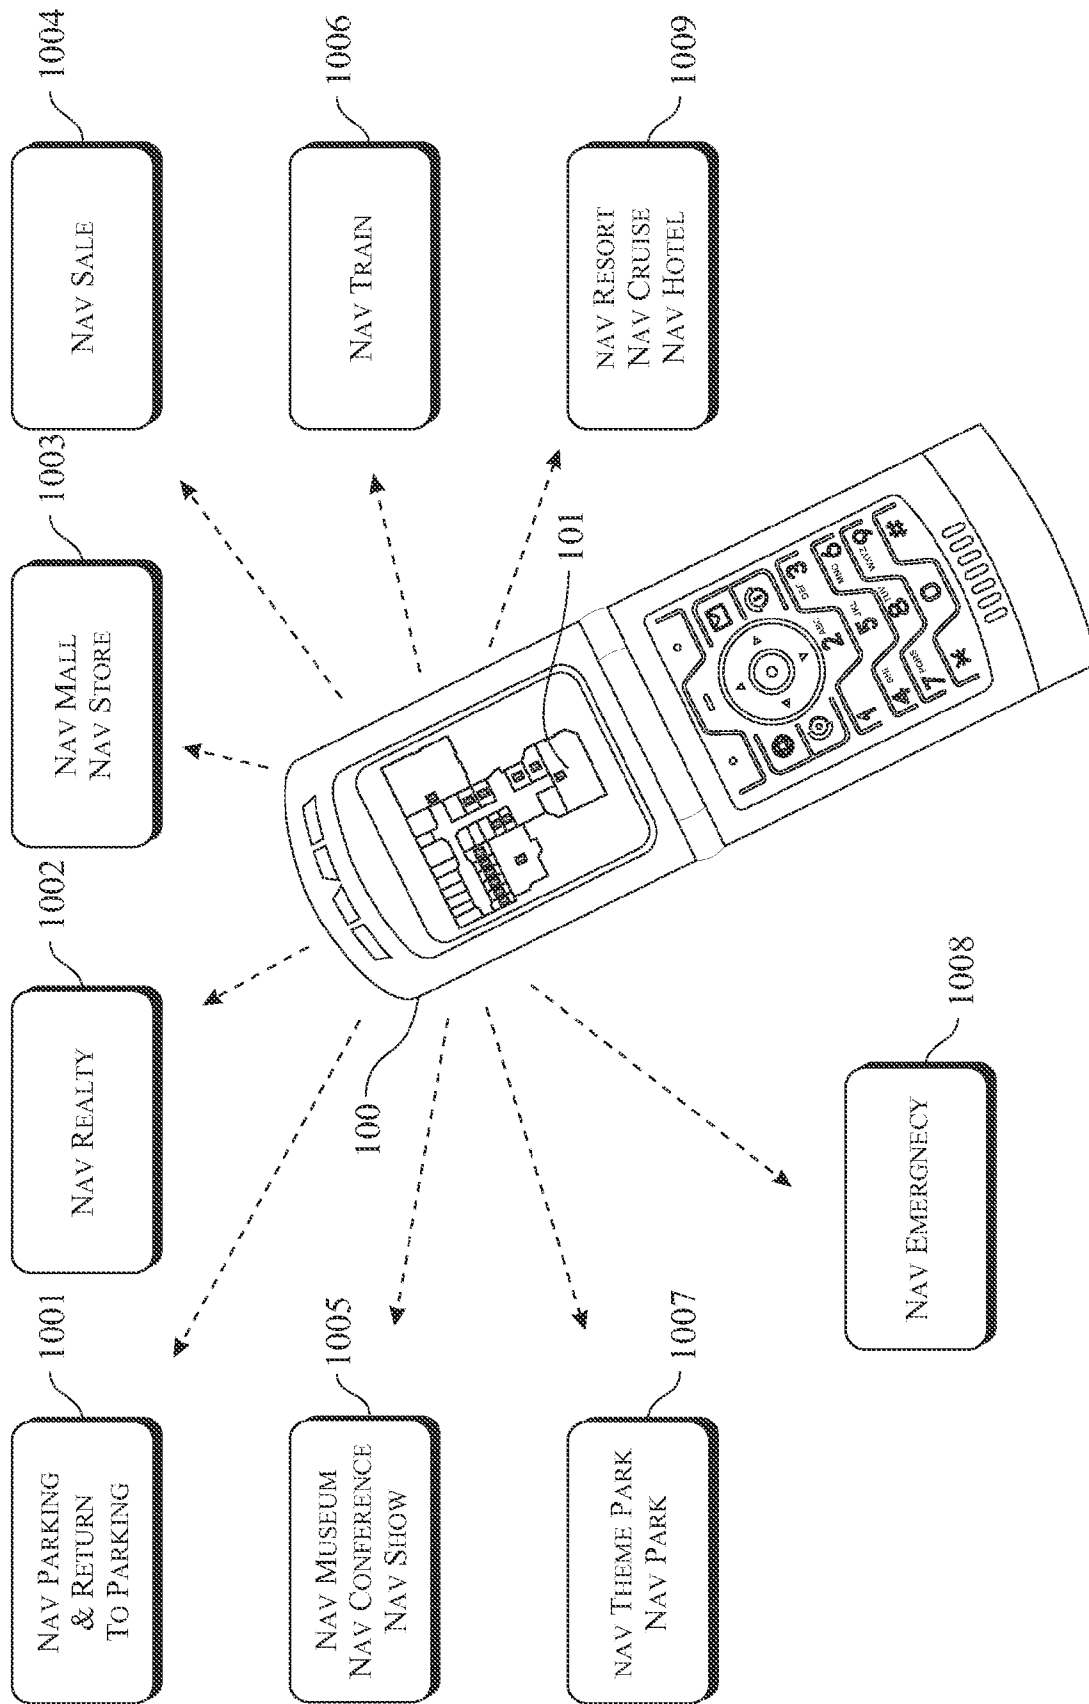 NAV PARKING
& RETURN
TO PARKING
1001
NAV REALTY
1002
NAV MALL
NAV STORE
1003
NAV SALE
1004
NAV MUSEUM
NAV CONFERENCE
NAV SHOW
1005
NAV TRAIN
1006
NAV THEME PARK
NAV PARK
1007
NAV RESORT
NAV CRUISE
NAV HOTEL
1009
NAV EMERGNECY
1008
100
101
1
2 ABC
3 DEF
4 GHI
5 JKL
6 MNO
7 PQRS
8 TUV
9 WXYZ
*
0
#